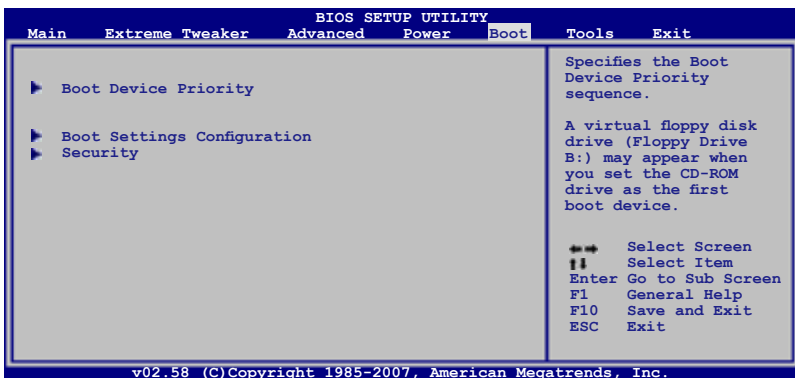 BIOS SETUP UTILITY
Main Extreme Tweaker Advanced Power Boot Tools Exit
Boot Device Priority
Boot Settings Configuration
Security
Specifies the Boot
Device Priority
sequence.
A virtual floppy disk
drive (Floppy Drive
B:) may appear when
you set the CD-ROM
drive as the first
boot device.
Select Screen
Select Item
Enter Go to Sub Screen
F1 General Help
F10 Save and Exit
ESC Exit
v02.58 (C)Copyright 1985-2007, American Megatrends, Inc.